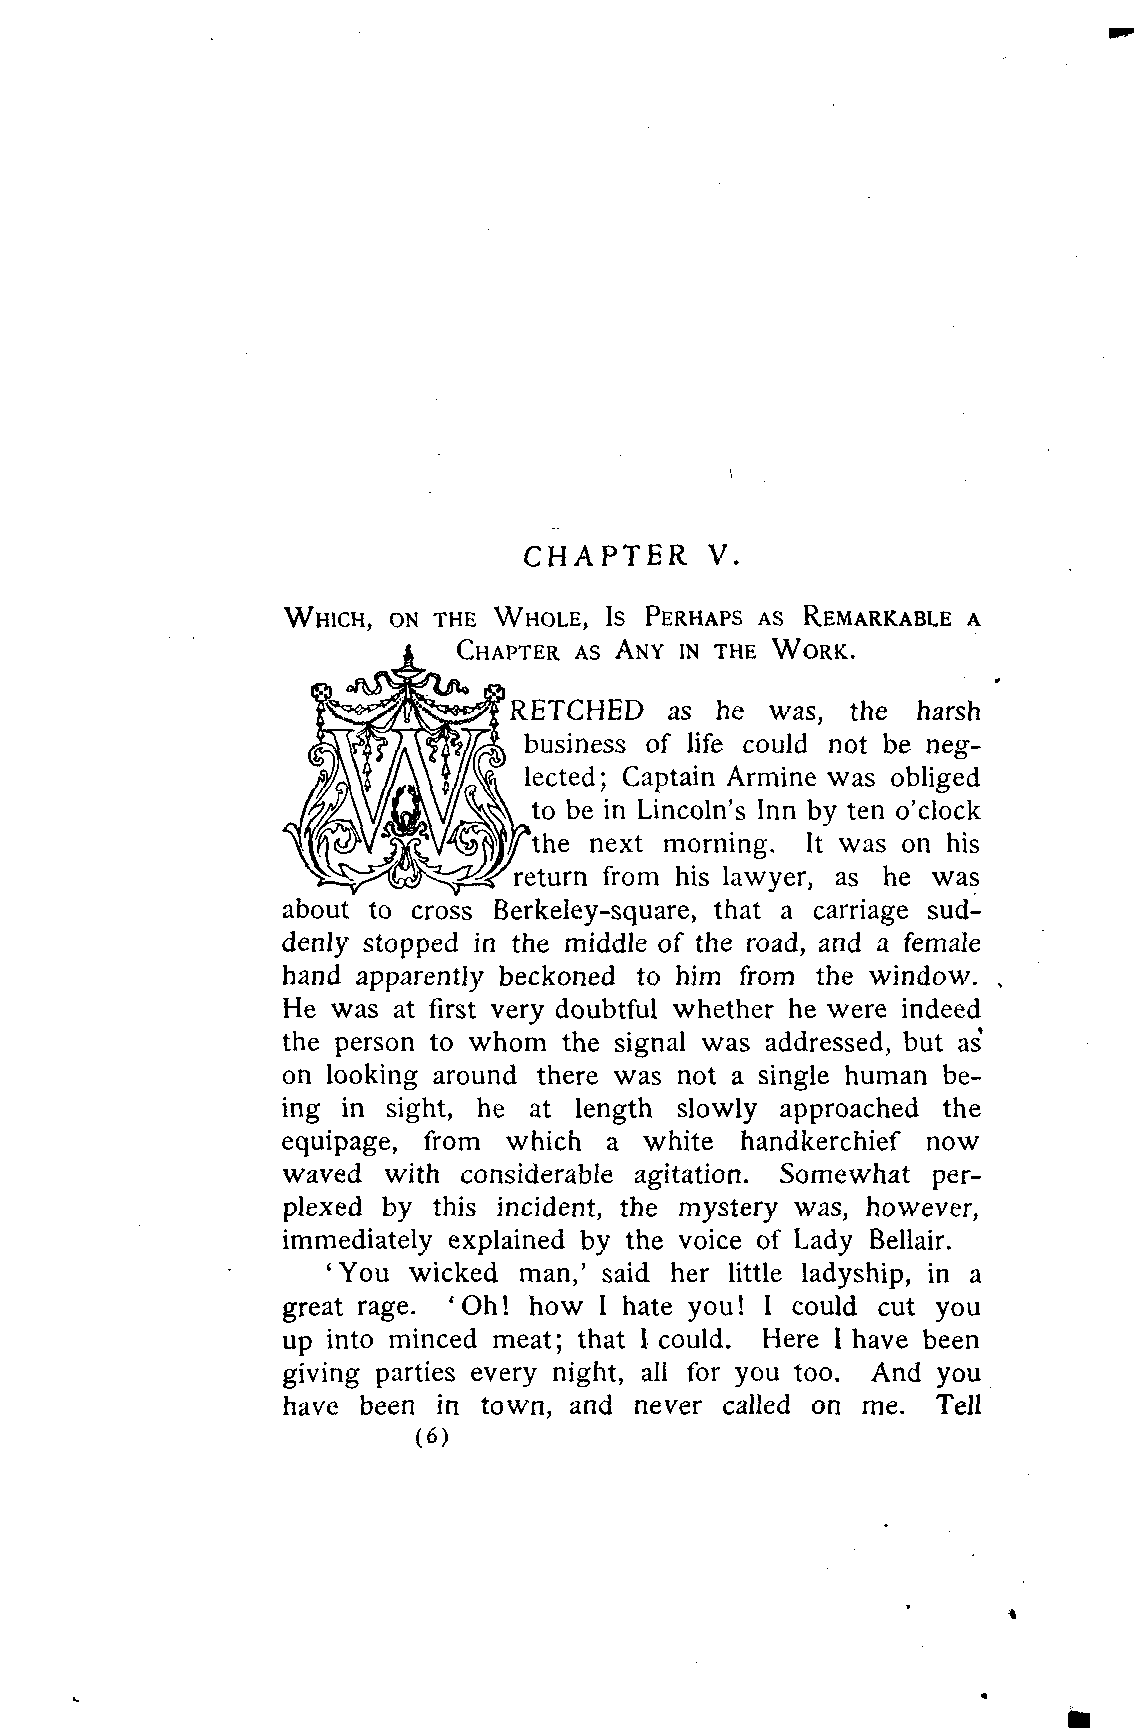 CHAPTER V.
WHICH, ON THE WHOLE, IS PERHAPS AS REMARKABLE A
CHAPTER AS ANY IN THE WORK.
WRETCHED as he was, the harsh
business of life could not be neg-
lected; Captain Armine was obliged
to be in Lincoln's Inn by ten o'clock
the next morning. It was on his
return from his lawyer, as he was
about to cross Berkeley-square, that a carriage sud-
denly stopped in the middle of the road, and a female
hand apparently beckoned to him from the window.
He was at first very doubtful whether he were indeed
the person to whom the signal was addressed, but as
on looking around there was not a single human be-
ing in sight, he at length slowly approached the
equipage, from which a white handkerchief now
waved with considerable agitation. Somewhat per-
plexed by this incident, the mystery was, however,
immediately explained by the voice of Lady Bellair.
‘You wicked man,’ said her little ladyship, in a
great rage. ‘Oh! how I hate you! I could cut you
up into minced meat; that I could. Here I have been
giving parties every night, all for you too. And you
have been in town, and never called on me. Tell
(6)